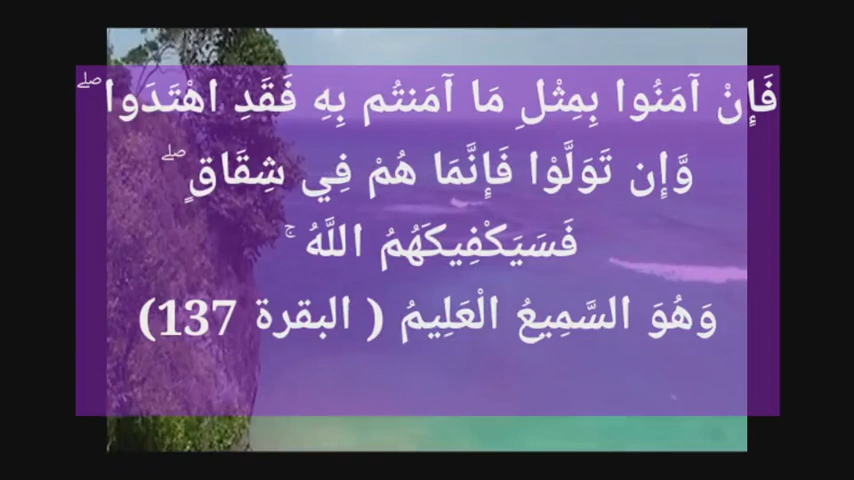 فَإِنْ آمَنُوا بِمِثْلِ مَا آمَنتُم بِهِ فَقَدِ اهْتَدَوا ۖ
وَّإِن تَوَلَّوْا فَإِنَّمَا هُمْ فِي شِقَاقٍ ۖ
فَسَيَكْفِيكَهُمُ اللَّهُ ۚ
وَهُوَ السَّمِيعُ الْعَلِيمُ ( البقرة 137)